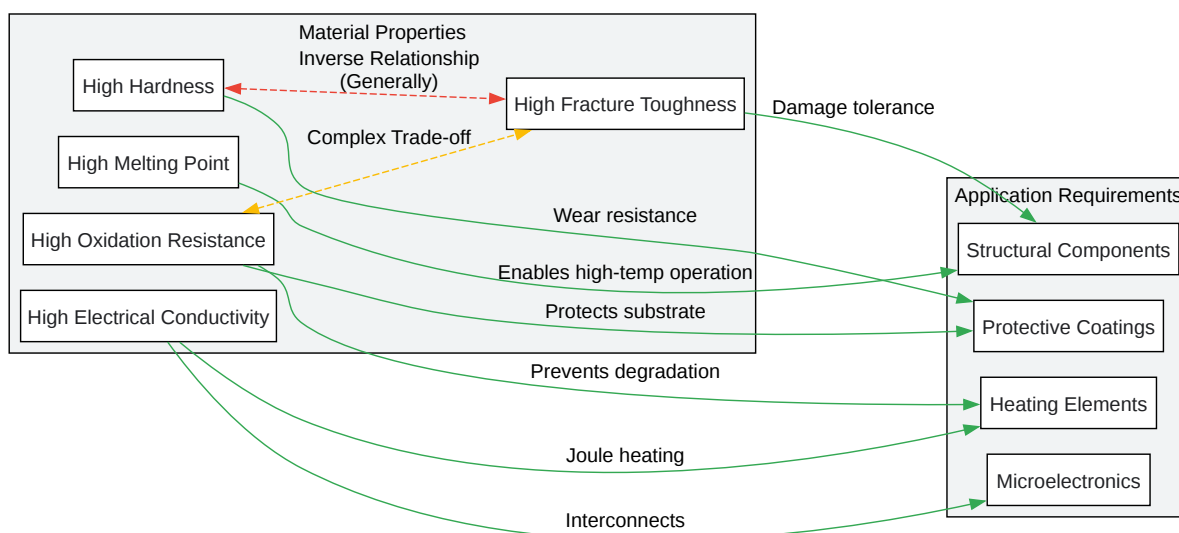 Material Properties
Inverse Relationship
(Generally)
High Hardness
High Fracture Toughness
Damage tolerance
Complex Trade-off
High Melting Point
Application Requirements
Wear resistance
High Oxidation Resistance
Structural Components
Enables high-temp operation
Protects substrate
High Electrical Conductivity
Protective Coatings
Prevents degradation
Heating Elements
Joule heating
Microelectronics
Interconnects